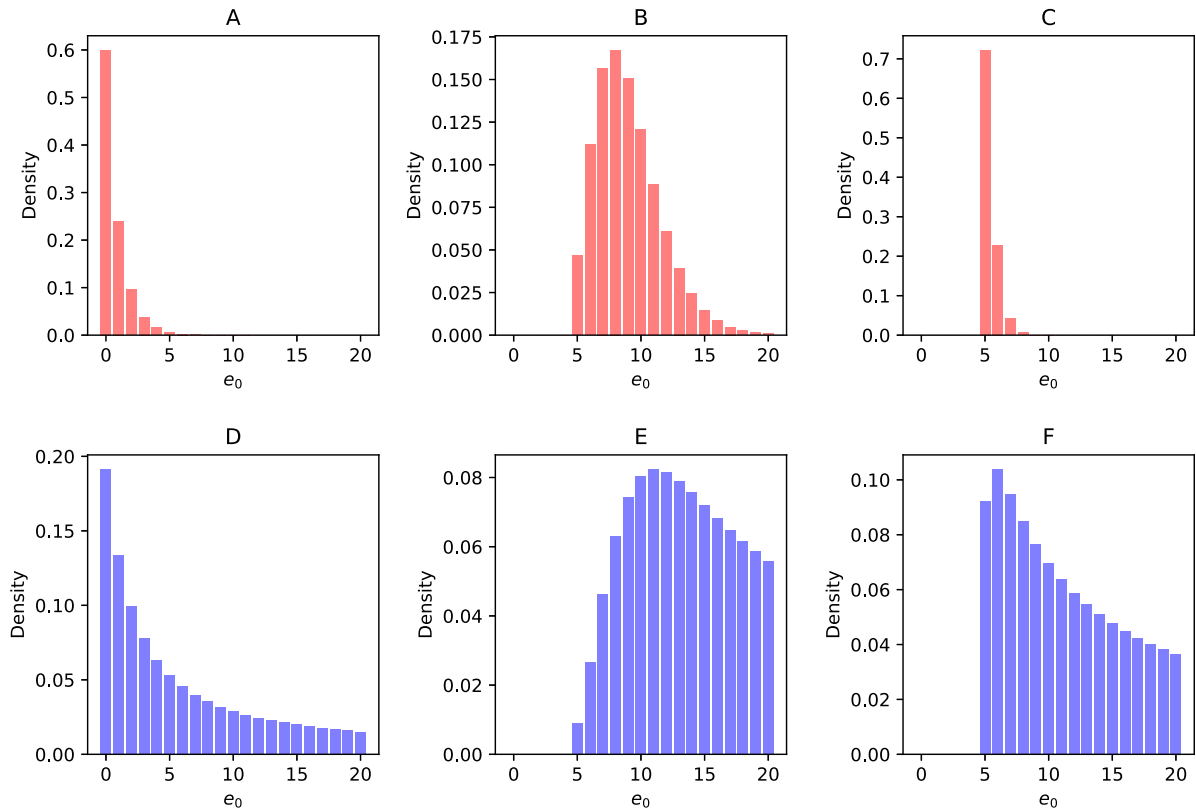 A
B
C
Density
0.6
0.5
0.4
0.3
0.2
0.1
0.0
0 5 10 15 20
e0
Density
0.175
0.150
0.125
0.100
0.075
0.050
0.025
0.000
0 5 10 15 20
e0
Density
0.7
0.6
0.5
0.4
0.3
0.2
0.1
0.0
0 5 10 15 20
e0
D
E
F
Density
0.20
0.15
0.10
0.05
0.00
0 5 10 15 20
e0
Density
0.08
0.06
0.04
0.02
0.00
0 5 10 15 20
e0
Density
0.10
0.08
0.06
0.04
0.02
0.00
0 5 10 15 20
e0